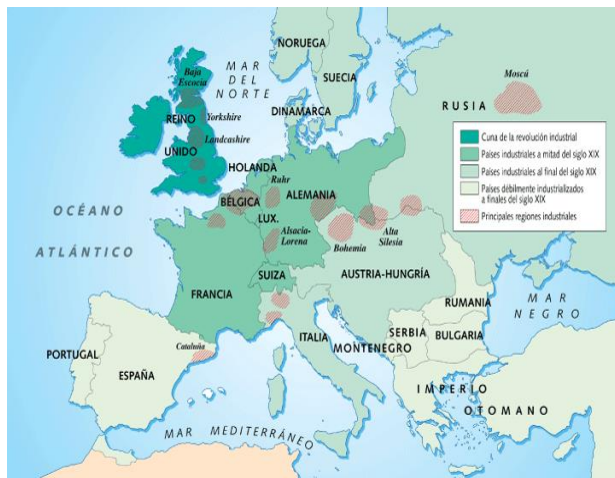 NORUEGA
SUECIA
MAR
DEL
NORTE
Baja
Escocia
Moscú
RUSIA
DINAMARCA
REINO
UNIDO
Yorkshire
Landcashire
HOLANDA
Ruhr
BÉLGICA
ALEMANIA
LUX.
Alsacia-
Lorena
Bohemia
Alta
Silesia
Cuna de la revolución industrial
Países industriales a mitad del siglo XIX
Países industriales al final del siglo XIX
Países débilmente industrializados
a finales del siglo XIX
Principales regiones industriales
OCÉANO
ATLÁNTICO
FRANCIA
SUIZA
AUSTRIA-HUNGRÍA
RUMANIA
MAR
NEGRO
SERBIA
BULGARIA
MONTENEGRO
ITALIA
Cataluña
PORTUGAL
ESPAÑA
IMPERIO
OTOMANO
MAR MEDITERRÁNEO